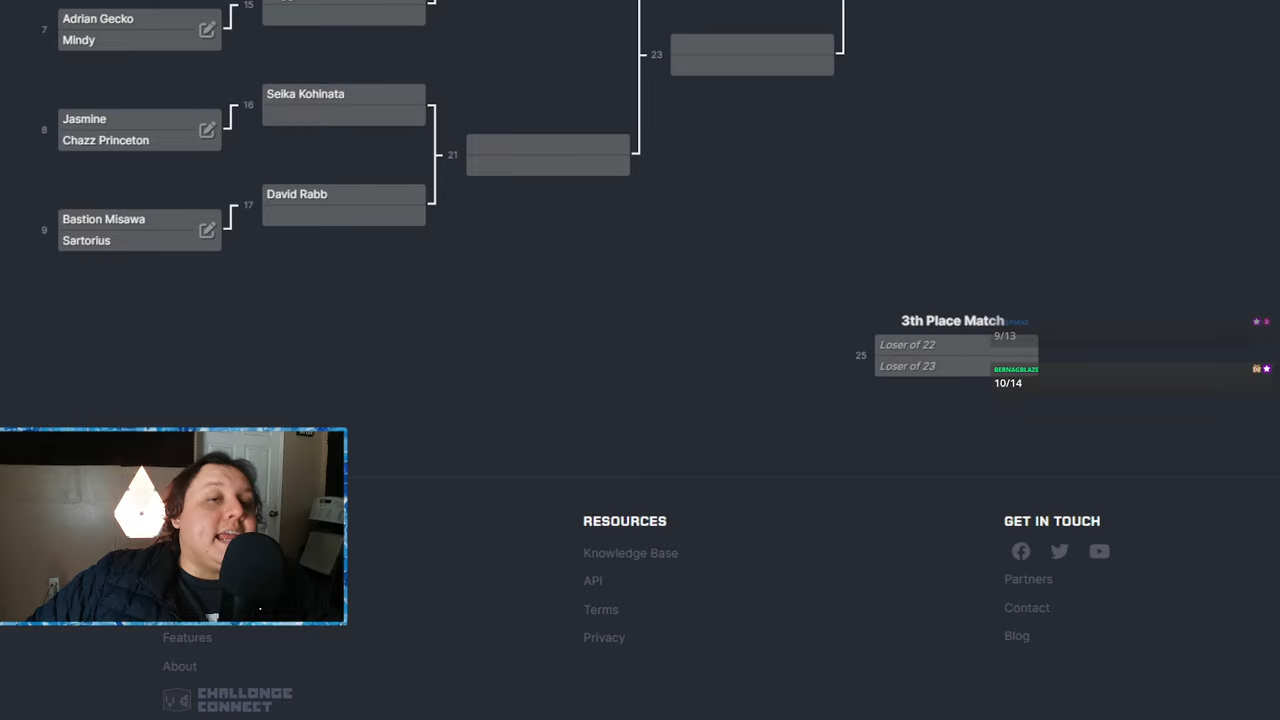 7
Adrian Gecko
Mindy
15
23
8
Jasmine
Chazz Princeton
16
Seika Kohinata
21
9
Bastion Misawa
Sartorius
17
David Rabb
3th Place Match
25
Loser of 22
Loser of 23
9/13
BERNAGBLAZE
10/14
RESOURCES
Knowledge Base
API
Terms
Privacy
GET IN TOUCH
Partners
Contact
Blog
Features
About
CHALLONGE
CONNECT